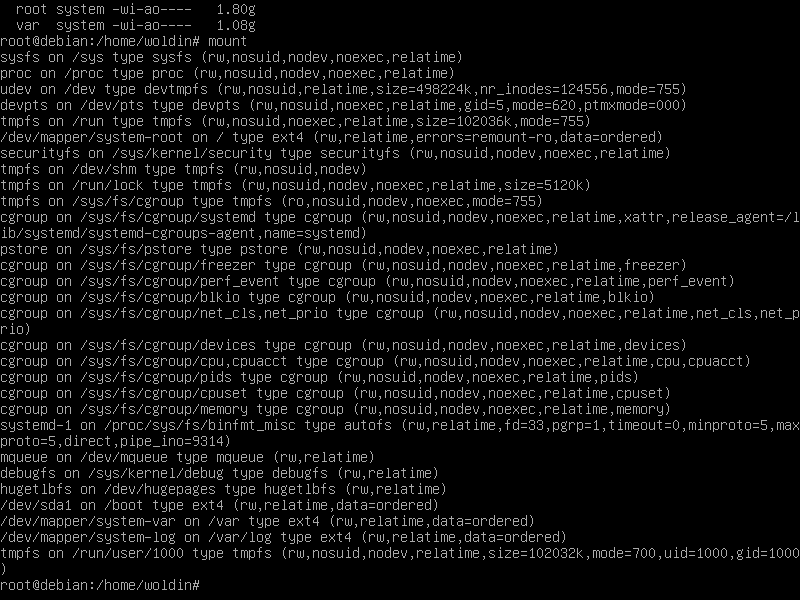 root system -wi-ao----   1.80g
var  system -wi-ao----   1.08g
root@debian:/home/woldin# mount
sysfs on /sys type sysfs (rw,nosuid,nodev,noexec,relatime)
proc on /proc type proc (rw,nosuid,nodev,noexec,relatime)
udev on /dev type devtmpfs (rw,nosuid,relatime,size=498224k,nr_inodes=124556,mode=755)
devpts on /dev/pts type devpts (rw,nosuid,noexec,relatime,gid=5,mode=620,ptmxmode=000)
tmpfs on /run type tmpfs (rw,nosuid,noexec,relatime,size=102036k,mode=755)
/dev/mapper/system-root on / type ext4 (rw,relatime,errors=remount-ro,data=ordered)
securityfs on /sys/kernel/security type securityfs (rw,nosuid,nodev,noexec,relatime)
tmpfs on /dev/shm type tmpfs (rw,nosuid,nodev)
tmpfs on /run/lock type tmpfs (rw,nosuid,nodev,noexec,relatime,size=5120k)
tmpfs on /sys/fs/cgroup type tmpfs (ro,nosuid,nodev,noexec,mode=755)
cgroup on /sys/fs/cgroup/systemd type cgroup (rw,nosuid,nodev,noexec,relatime,xattr,release_agent=/l
ib/systemd/systemd-cgroups-agent,name=systemd)
pstore on /sys/fs/pstore type pstore (rw,nosuid,nodev,noexec,relatime)
cgroup on /sys/fs/cgroup/freezer type cgroup (rw,nosuid,nodev,noexec,relatime,freezer)
cgroup on /sys/fs/cgroup/perf_event type cgroup (rw,nosuid,nodev,noexec,relatime,perf_event)
cgroup on /sys/fs/cgroup/blkio type cgroup (rw,nosuid,nodev,noexec,relatime,blkio)
cgroup on /sys/fs/cgroup/net_cls,net_prio type cgroup (rw,nosuid,nodev,noexec,relatime,net_cls,net_p
rio)
cgroup on /sys/fs/cgroup/devices type cgroup (rw,nosuid,nodev,noexec,relatime,devices)
cgroup on /sys/fs/cgroup/cpu,cpuacct type cgroup (rw,nosuid,nodev,noexec,relatime,cpu,cpuacct)
cgroup on /sys/fs/cgroup/pids type cgroup (rw,nosuid,nodev,noexec,relatime,pids)
cgroup on /sys/fs/cgroup/cpuset type cgroup (rw,nosuid,nodev,noexec,relatime,cpuset)
cgroup on /sys/fs/cgroup/memory type cgroup (rw,nosuid,nodev,noexec,relatime,memory)
systemd-1 on /proc/sys/fs/binfmt_misc type autofs (rw,relatime,fd=33,pgrp=1,timeout=0,minproto=5,max
proto=5,direct,pipe_ino=9314)
mqueue on /dev/mqueue type mqueue (rw,relatime)
debugfs on /sys/kernel/debug type debugfs (rw,relatime)
hugetlbfs on /dev/hugepages type hugetlbfs (rw,relatime)
/dev/sda1 on /boot type ext4 (rw,relatime,data=ordered)
/dev/mapper/system-var on /var type ext4 (rw,relatime,data=ordered)
/dev/mapper/system-log on /var/log type ext4 (rw,relatime,data=ordered)
tmpfs on /run/user/1000 type tmpfs (rw,nosuid,nodev,relatime,size=102032k,mode=700,uid=1000,gid=1000
)
root@debian:/home/woldin#